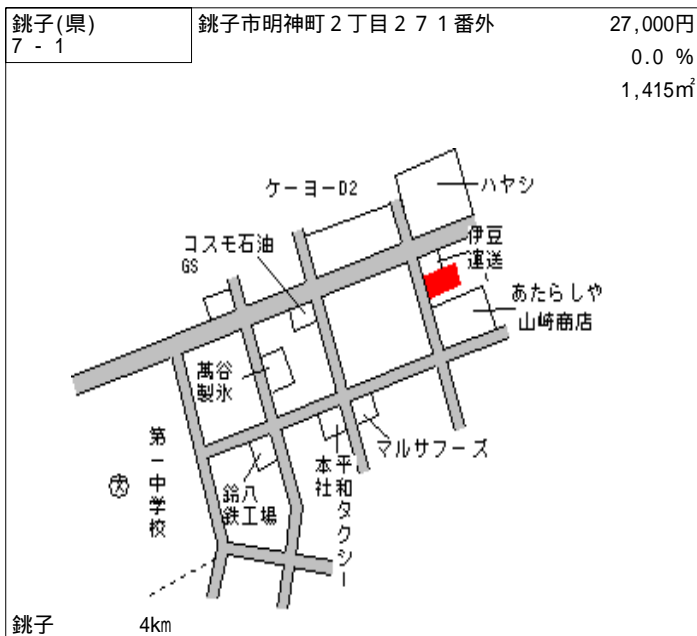 銚子(県)
7 - 1
銚子市明神町２丁目２７１番外
27,000円
0.0 %
1,415㎡
ケーヨーD2
ハヤシ
コスモ石油
GS
伊豆
運送
あたらしや
山崎商店
萬谷
製氷
マルサフーズ
第一中学校
鈴八
鉄工場
平和タクシー
本社
文
銚子
4km